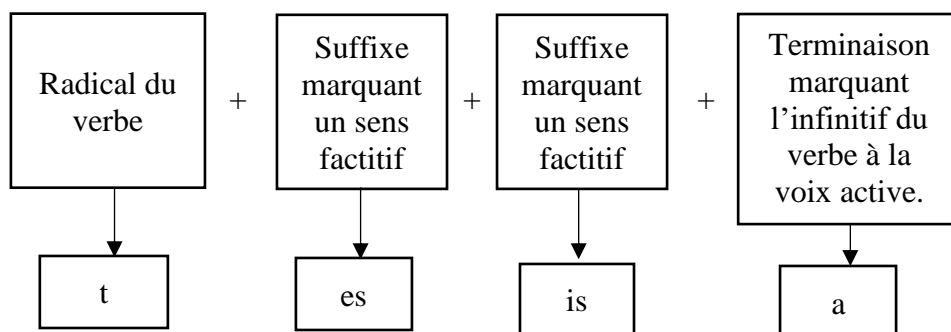 Radical du
verbe
+
Suffixe
marquant
un sens
factitif
+
Suffixe
marquant
un sens
factitif
+
Terminaison
marquant
l’infinitif du
verbe à la
voix active.
t
es
is
a